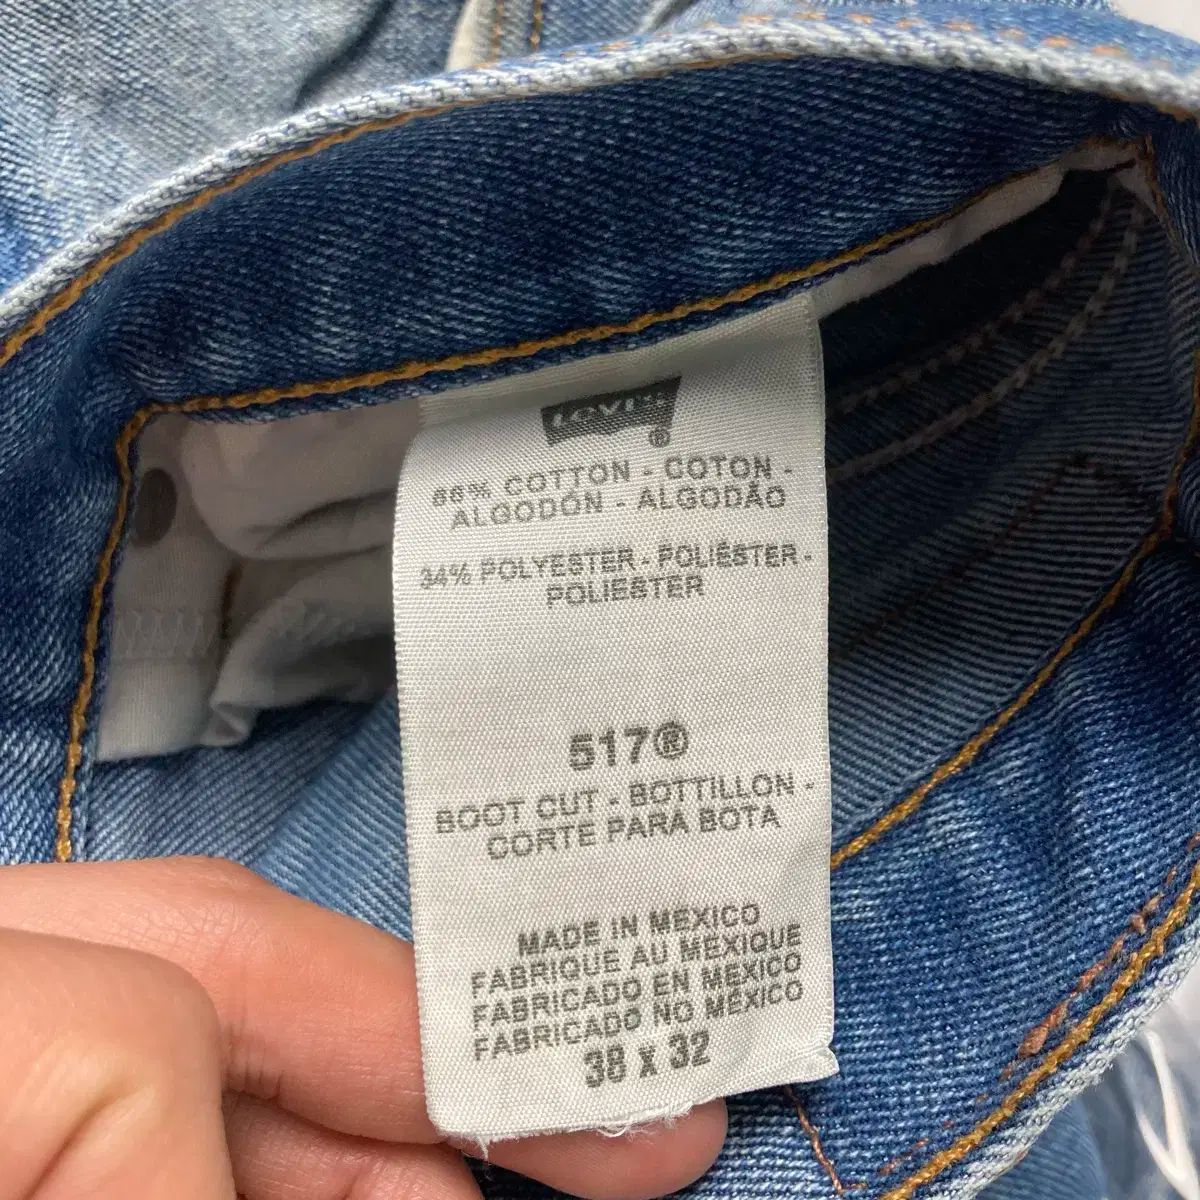 Levi's®
66% COTTON - COTON -
ALGODÓN - ALGODÃO
34% POLYESTER - POLIÉSTER -
POLIESTER
517®
BOOT CUT - BOTTILLON -
CORTE PARA BOTA
MADE IN MEXICO
FABRIQUE AU MEXIQUE
FABRICADO EN MEXICO
FABRICADO NO MÉXICO
38 x 32